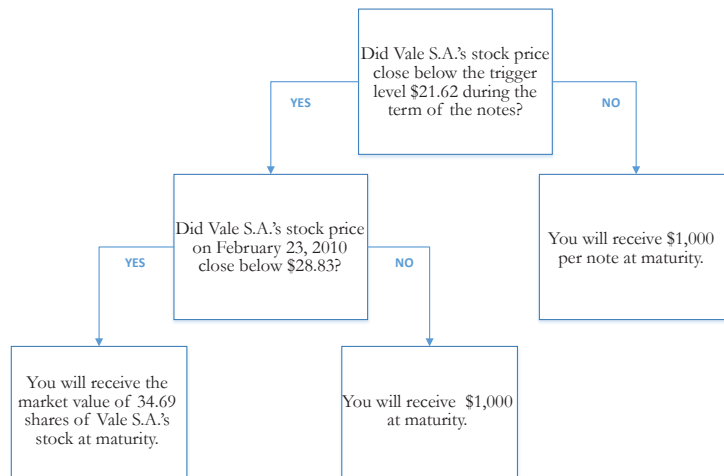 Did Vale S.A.'s stock price
close below the trigger
level $21.62 during the
term of the notes?
YES
NO
Did Vale S.A.'s stock price
on February 23, 2010
close below $28.83?
You will receive $1,000
per note at maturity.
YES
NO
You will receive the
market value of 34.69
shares of Vale S.A.'s
stock at maturity.
You will receive $1,000
at maturity.